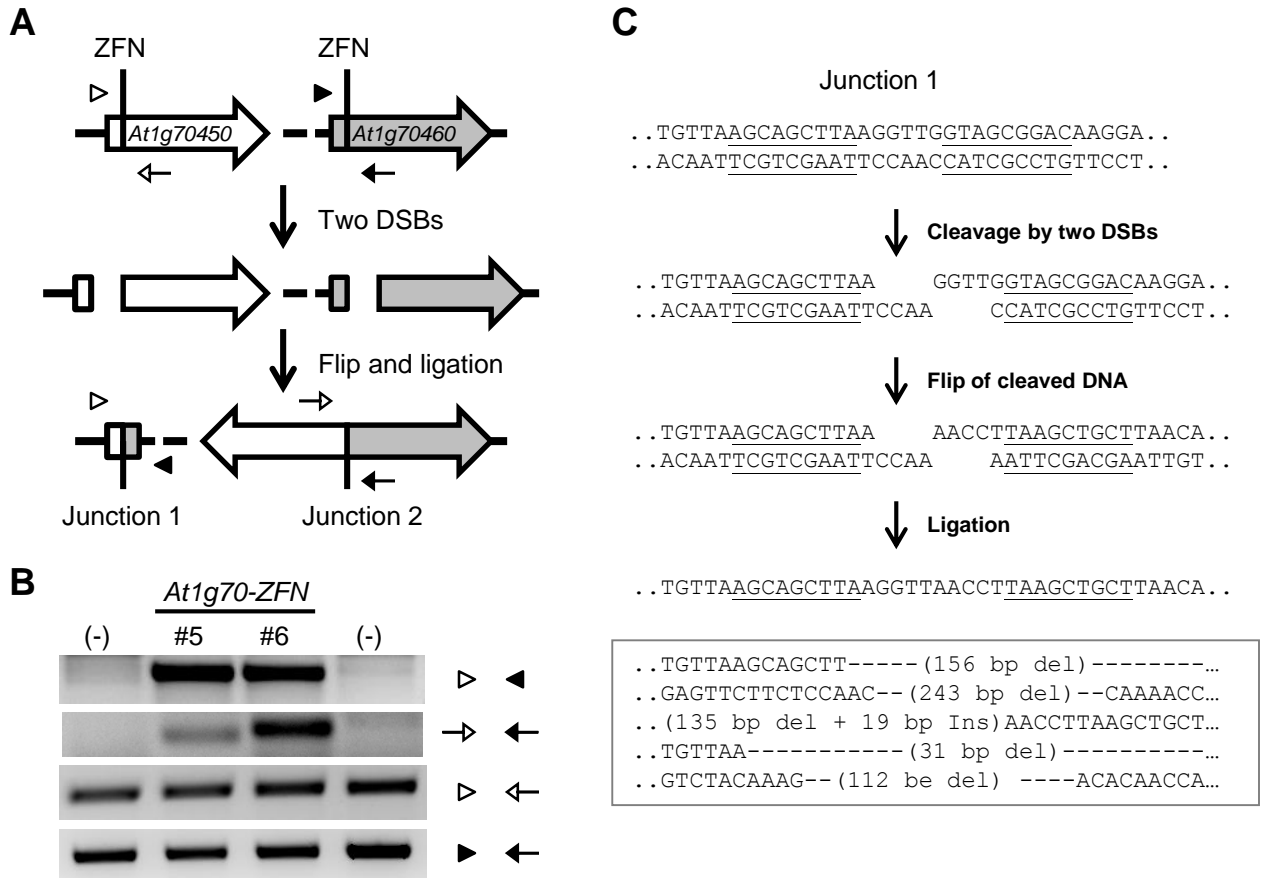 A
ZFN
ZFN
At1g70450
At1g70460
Two DSBs
Flip and ligation
Junction 1
Junction 2
B
At1g70-ZFN
(-)
#5
#6
(-)
C
Junction 1
..TGTTAAGCAGCTTAAGGTTGGTAGCGGACAAGGA..
..ACAATTCGTCGAATTCCAACCATCGCCTGTTCCT..
Cleavage by two DSBs
..TGTTAAGCAGCTTAA GGTTGGTAGCGGACAAGGA..
..ACAATTCGTCGAATTCCAA CCATCGCCTGTTCCT..
Flip of cleaved DNA
..TGTTAAGCAGCTTAA AACCTTAAGCTGCTTAACA..
..ACAATTCGTCGAATTCCAA AATTCGACGAATTGT..
Ligation
..TGTTAAGCAGCTTAAGGTTAACCTTAAGCTGCTTAACA..
..TGTTAAGCAGCTT-----(156 bp del)--------…
..GAGTTCTTCTCCAAC--(243 bp del)--CAAAACC…
..(135 bp del + 19 bp Ins)AACCTTAAGCTGCT…
..TGTTAA-----------(31 bp del)----------…
..GTCTACAAAG--(112 be del) ----ACACAACCA…